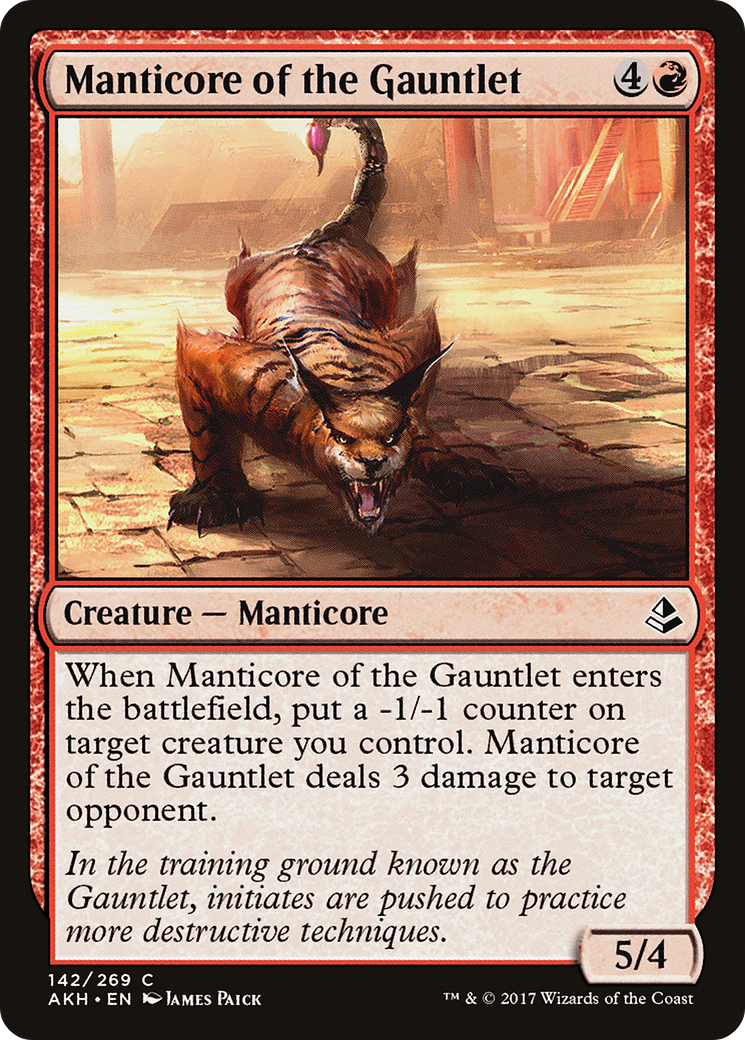 Manticore of the Gauntlet 4
Creature — Manticore
When Manticore of the Gauntlet enters
the battlefield, put a -1/-1 counter on
target creature you control. Manticore
of the Gauntlet deals 3 damage to target
opponent.
In the training ground known as the
Gauntlet, initiates are pushed to practice
more destructive techniques.
5/4
142/269 C
AKH • EN James Paick
™ & © 2017 Wizards of the Coast